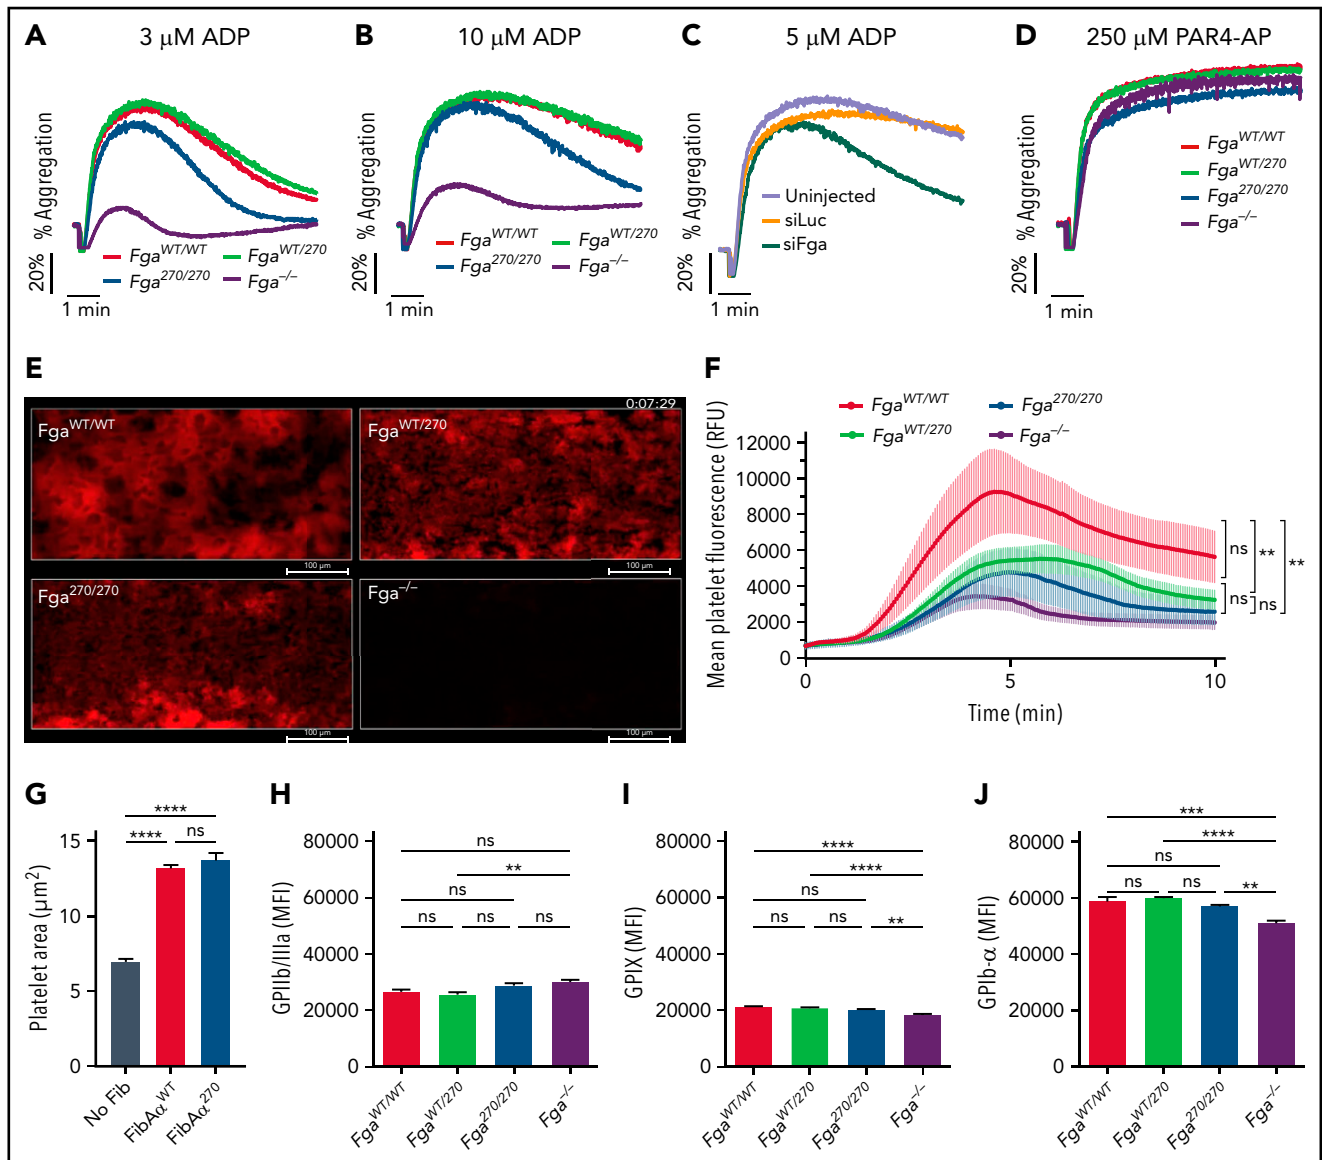 A 3 μM ADP
B 10 μM ADP
C 5 μM ADP
D 250 μM PAR4-AP
% Aggregation
20%
1 min
Fga^WT/WT
Fga^WT/270
Fga^270/270
Fga^–/–
% Aggregation
20%
1 min
Fga^WT/WT
Fga^WT/270
Fga^270/270
Fga^–/–
% Aggregation
20%
1 min
Uninjected
siLuc
siFga
% Aggregation
20%
1 min
Fga^WT/WT
Fga^WT/270
Fga^270/270
Fga^–/–
E
0:07:29
Fga^WT/WT
100 μm
Fga^WT/270
100 μm
Fga^270/270
100 μm
Fga^–/–
100 μm
F
Fga^WT/WT
Fga^270/270
Fga^WT/270
Fga^–/–
Mean platelet fluorescence (RFU)
12000
10000
8000
6000
4000
2000
0
0 5 10
Time (min)
ns ** **
ns ns
G
Platelet area (μm²)
15
10
5
0
****
**** ns
No Fib
FibAα^WT
FibAα^270
H
GPIIb/IIIa (MFI)
80000
60000
40000
20000
0
ns
**
ns
ns ns ns
Fga^WT/WT
Fga^WT/270
Fga^270/270
Fga^–/–
I
GPIX (MFI)
80000
60000
40000
20000
0
****
****
ns
ns ns **
Fga^WT/WT
Fga^WT/270
Fga^270/270
Fga^–/–
J
GPIIb-α (MFI)
80000
60000
40000
20000
0
***
****
ns
ns ns **
Fga^WT/WT
Fga^WT/270
Fga^270/270
Fga^–/–